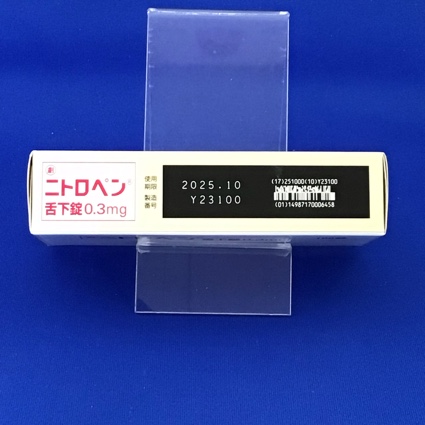 劇
ニトロペン®
舌下錠0.3mg
使用
期限
2025.10
製造
番号
Y23100
(17)251000(10)Y23100
(01)14987170006458